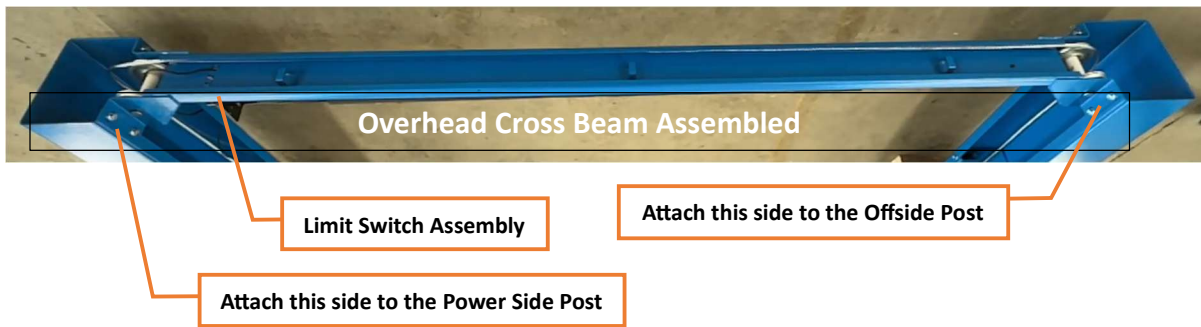 Overhead Cross Beam Assembled
Limit Switch Assembly
Attach this side to the Offside Post
Attach this side to the Power Side Post